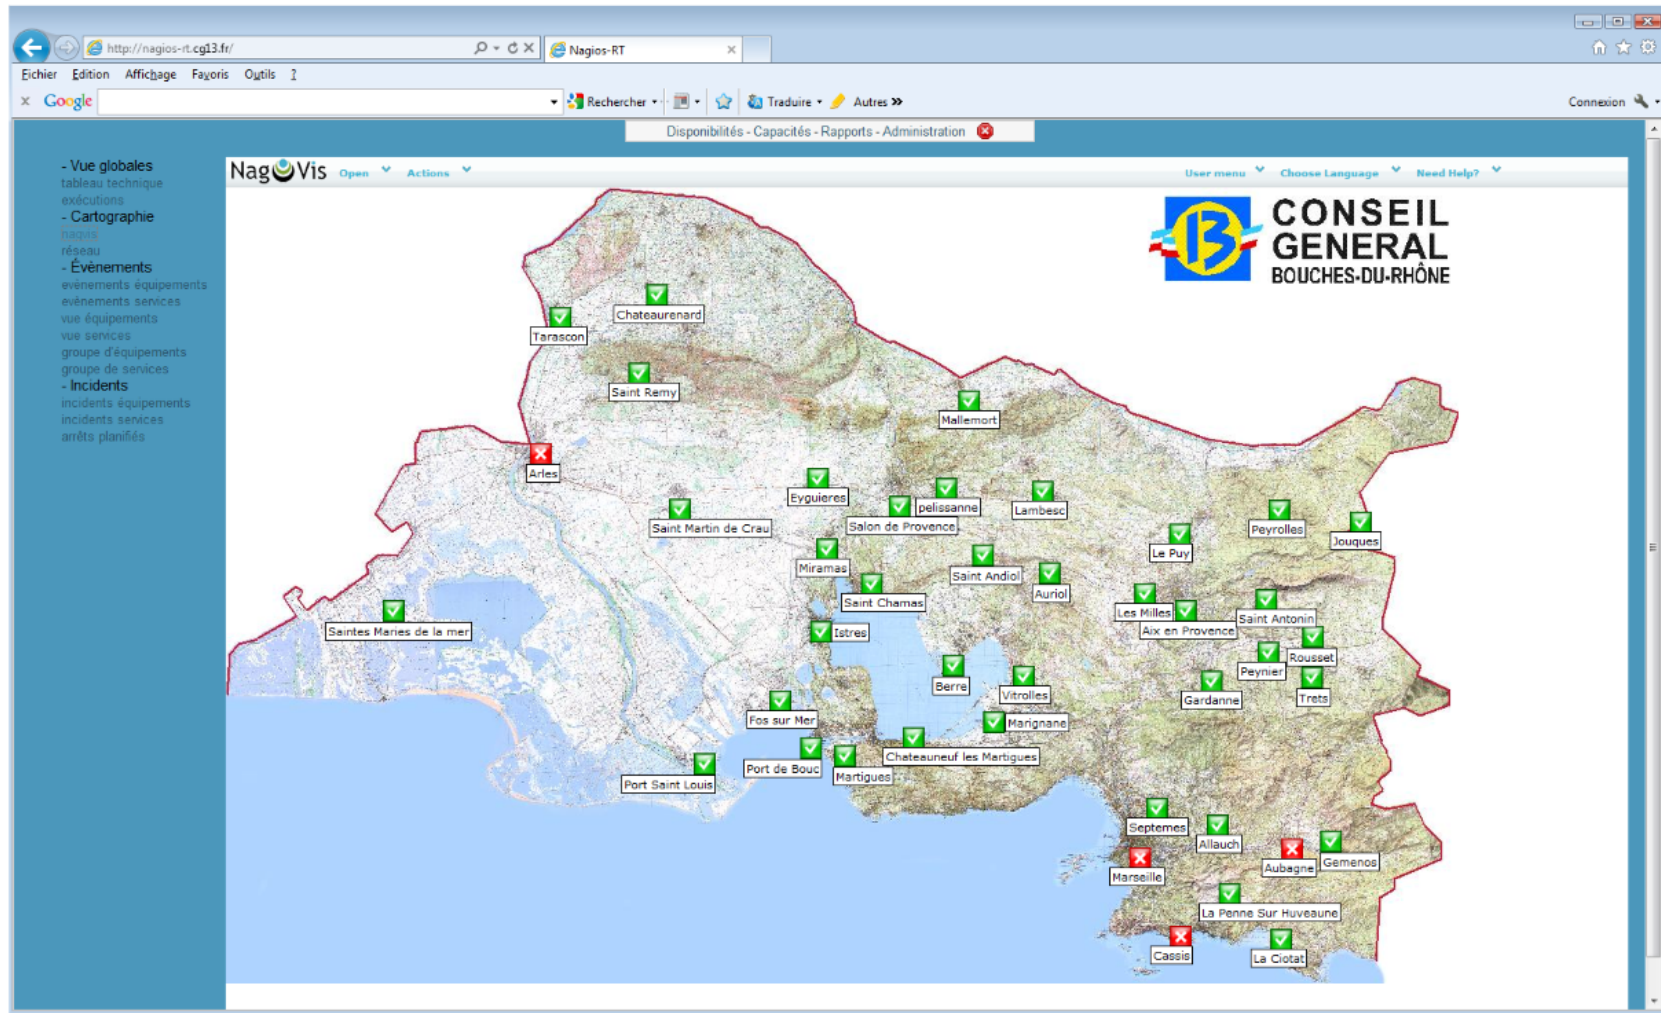 http://nagios-rt.cg13.fr/
Nagios-RT
Fichier Edition Affichage Favoris Outils ?
x Google
Rechercher
Traduire
Autres »
Connexion
Disponibilités - Capacités - Rapports - Administration
- Vue globales
tableau technique
exécutions
- Cartographie
nagvis
réseau
- Évènements
evènements équipements
evènements services
vue équipements
vue services
groupe d'équipements
groupe de services
- Incidents
incidents équipements
incidents services
arrêts planifiés
NagVis Open Actions
User menu Choose Language Need Help?
13
CONSEIL
GENERAL
BOUCHES-DU-RHÔNE
Chateaurenard
Tarascon
Saint Remy
Mallemort
Arles
Eyguieres
pelissanne
Lambesc
Saint Martin de Crau
Salon de Provence
Peyrolles
Jouques
Le Puy
Miramas
Saint Andiol
Auriol
Saint Chamas
Les Milles
Saint Antonin
Aix en Provence
Saintes Maries de la mer
Istres
Rousset
Peynier
Berre
Vitrolles
Gardanne
Trets
Fos sur Mer
Marignane
Chateauneuf les Martigues
Port de Bouc
Martigues
Port Saint Louis
Septemes
Allauch
Gemenos
Aubagne
Marseille
La Penne Sur Huveaune
Cassis
La Ciotat